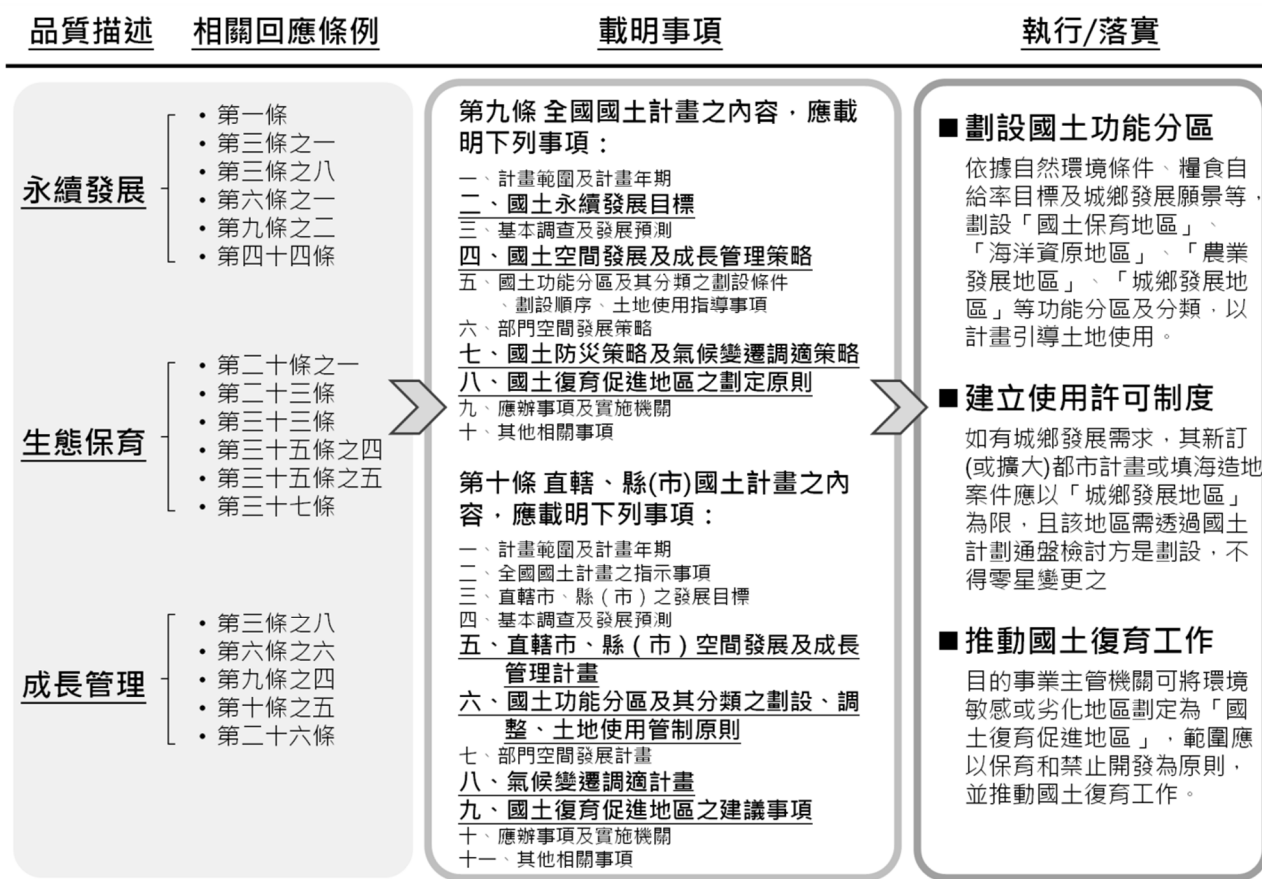 品質描述
相關回應條例
載明事項
執行/落實
永續發展
• 第一條
• 第三條之一
• 第三條之八
• 第六條之一
• 第九條之二
• 第四十四條
生態保育
• 第二十條之一
• 第二十三條
• 第三十三條
• 第三十五條之四
• 第三十五條之五
• 第三十七條
成長管理
• 第三條之八
• 第六條之六
• 第九條之四
• 第十條之五
• 第二十六條
第九條 全國國土計畫之內容，應載
明下列事項：
一、計畫範圍及計畫年期
二、國土永續發展目標
三、基本調查及發展預測
四、國土空間發展及成長管理策略
五、國土功能分區及其分類之劃設條件
、劃設順序、土地使用指導事項
六、部門空間發展策略
七、國土防災策略及氣候變遷調適策略
八、國土復育促進地區之劃定原則
九、應辦事項及實施機關
十、其他相關事項
第十條 直轄、縣(市)國土計畫之內
容，應載明下列事項：
一、計畫範圍及計畫年期
二、全國國土計畫之指示事項
三、直轄市、縣（市）之發展目標
四、基本調查及發展預測
五、直轄市、縣（市）空間發展及成長
管理計畫
六、國土功能分區及其分類之劃設、調
整、土地使用管制原則
七、部門空間發展計畫
八、氣候變遷調適計畫
九、國土復育促進地區之建議事項
十、應辦事項及實施機關
十一、其他相關事項
■劃設國土功能分區
依據自然環境條件、糧食自
給率目標及城鄉發展願景等，
劃設「國土保育地區」、
「海洋資原地區」、「農業
發展地區」、「城鄉發展地
區」等功能分區及分類，以
計畫引導土地使用。
■建立使用許可制度
如有城鄉發展需求，其新訂
(或擴大)都市計畫或填海造地
案件應以「城鄉發展地區」
為限，且該地區需透過國土
計劃通盤檢討方是劃設，不
得零星變更之
■推動國土復育工作
目的事業主管機關可將環境
敏感或劣化地區劃定為「國
土復育促進地區」，範圍應
以保育和禁止開發為原則，
並推動國土復育工作。